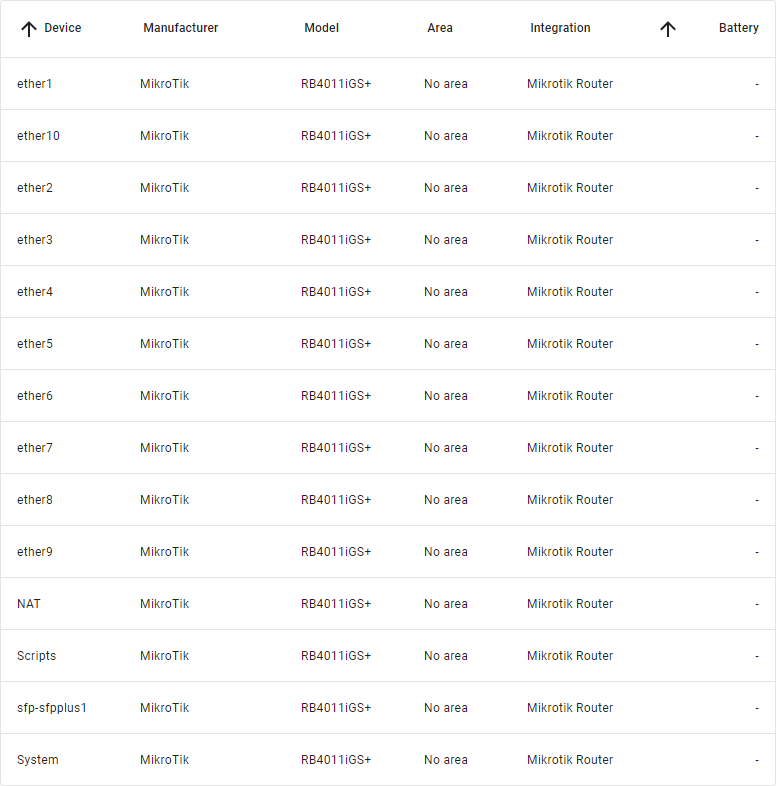 Device Manufacturer Model Area Integration Battery
ether1 MikroTik RB4011iGS+ No area Mikrotik Router -
ether10 MikroTik RB4011iGS+ No area Mikrotik Router -
ether2 MikroTik RB4011iGS+ No area Mikrotik Router -
ether3 MikroTik RB4011iGS+ No area Mikrotik Router -
ether4 MikroTik RB4011iGS+ No area Mikrotik Router -
ether5 MikroTik RB4011iGS+ No area Mikrotik Router -
ether6 MikroTik RB4011iGS+ No area Mikrotik Router -
ether7 MikroTik RB4011iGS+ No area Mikrotik Router -
ether8 MikroTik RB4011iGS+ No area Mikrotik Router -
ether9 MikroTik RB4011iGS+ No area Mikrotik Router -
NAT MikroTik RB4011iGS+ No area Mikrotik Router -
Scripts MikroTik RB4011iGS+ No area Mikrotik Router -
sfp-sfpplus1 MikroTik RB4011iGS+ No area Mikrotik Router -
System MikroTik RB4011iGS+ No area Mikrotik Router -